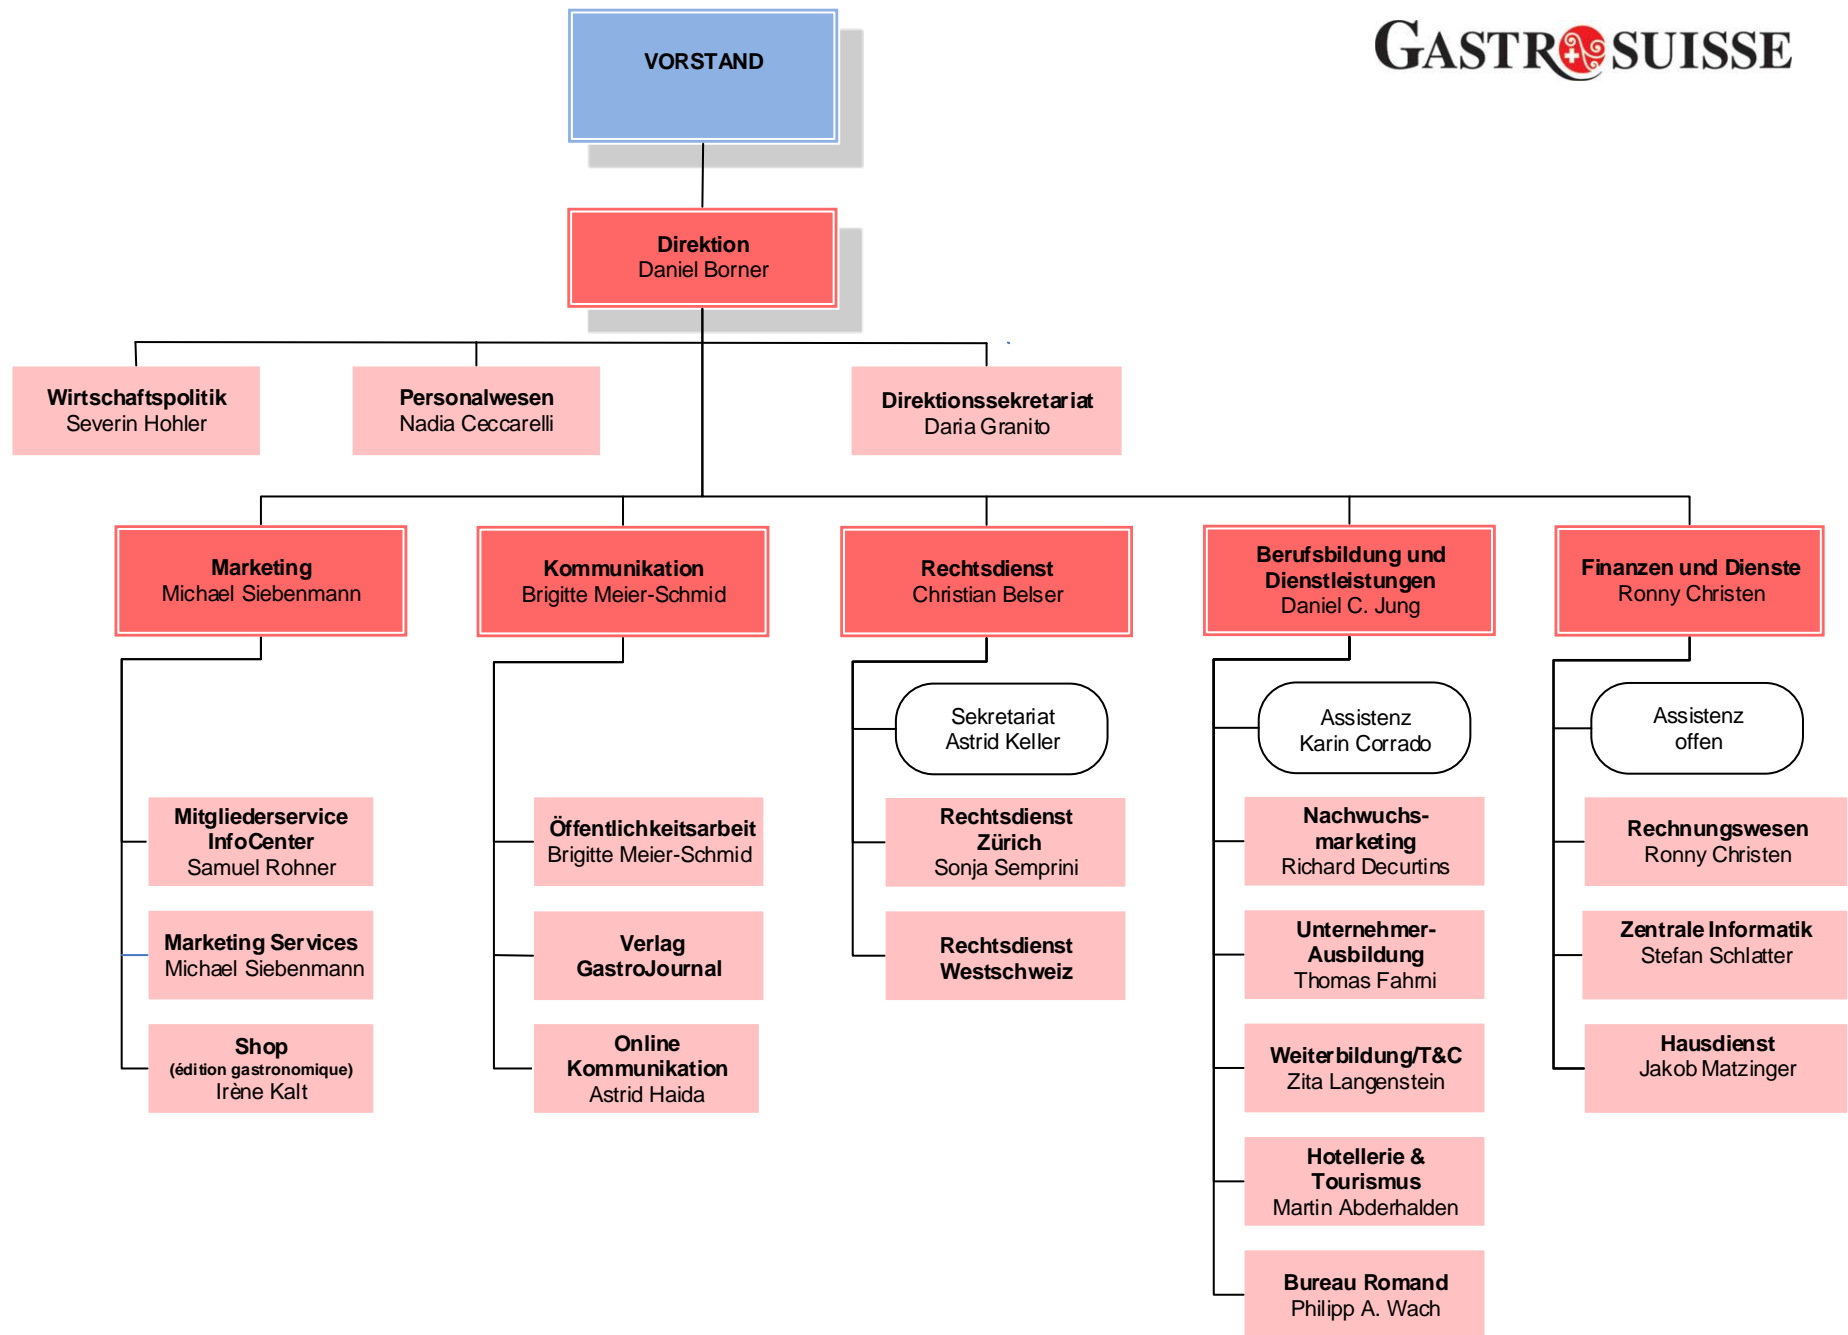 VORSTAND
GASTROSUISSE
Direktion
Daniel Borner
Wirtschaftspolitik
Severin Hohler
Personalwesen
Nadia Ceccarelli
Direktionssekretariat
Daria Granito
Marketing
Michael Siebenmann
Kommunikation
Brigitte Meier-Schmid
Rechtsdienst
Christian Belser
Berufsbildung und
Dienstleistungen
Daniel C. Jung
Finanzen und Dienste
Ronny Christen
Sekretariat
Astrid Keller
Assistenz
Karin Corrado
Assistenz
offen
Mitgliederservice
InfoCenter
Samuel Rohner
Öffentlichkeitsarbeit
Brigitte Meier-Schmid
Rechtsdienst
Zürich
Sonja Semprini
Nachwuchs-
marketing
Richard Decurtins
Rechnungswesen
Ronny Christen
Marketing Services
Michael Siebenmann
Verlag
GastroJournal
Rechtsdienst
Westschweiz
Unternehmer-
Ausbildung
Thomas Fahrni
Zentrale Informatik
Stefan Schlatter
Shop
(édition gastronomique)
Irène Kalt
Online
Kommunikation
Astrid Haida
Weiterbildung/T&C
Zita Langenstein
Hausdienst
Jakob Matzinger
Hotellerie &
Tourismus
Martin Abderhalden
Bureau Romand
Philipp A. Wach